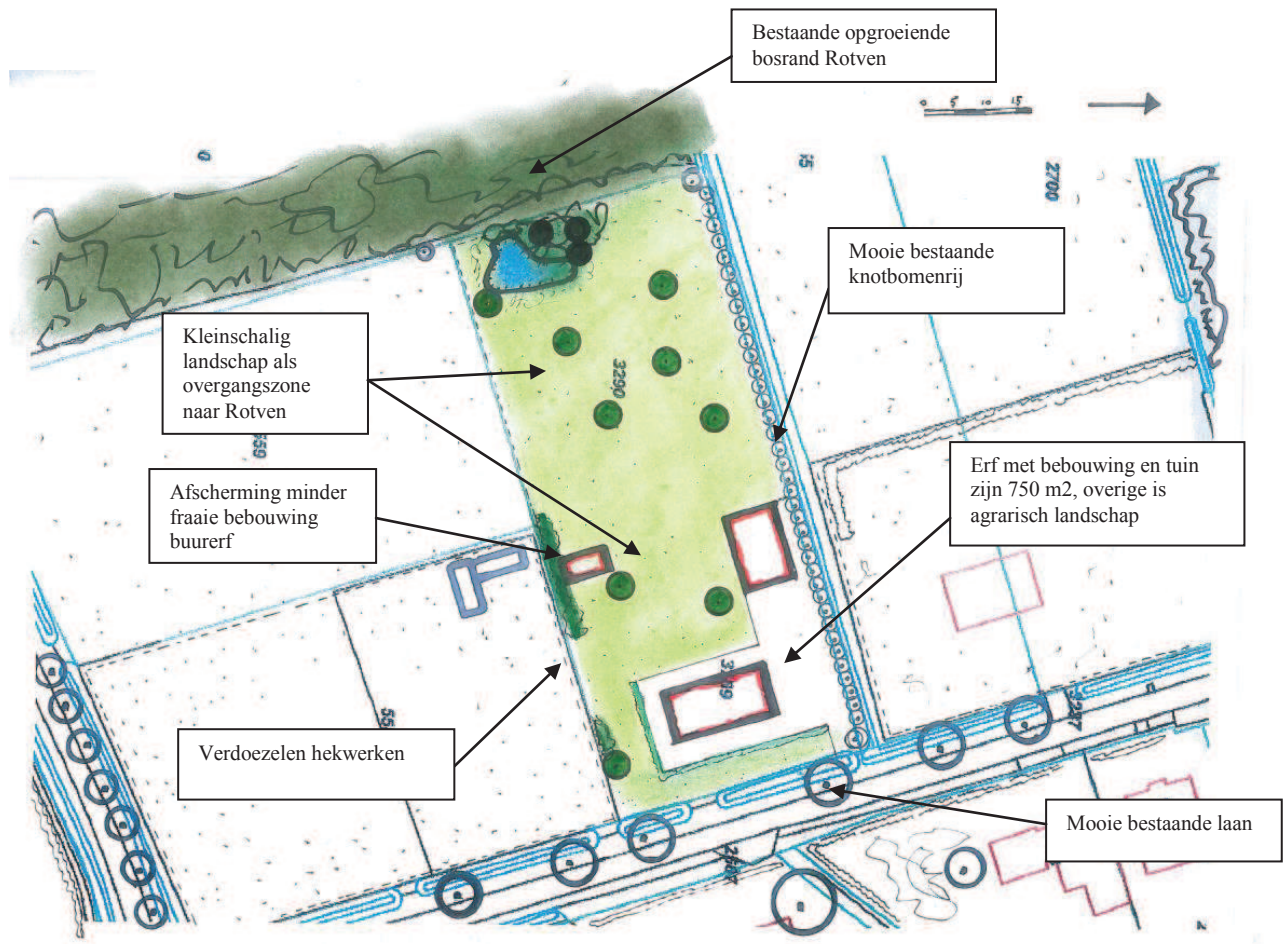 Bestaande opgroeiende
bosrand Rotven
0 5 10 15
2700
Mooie bestaande
knotbomenrij
Kleinschalig
landschap als
overgangszone
naar Rotven
3290
Erf met bebouwing en tuin
zijn 750 m2, overige is
agrarisch landschap
Afscherming minder
fraaie bebouwing
buurerf
Verdoezelen hekwerken
Mooie bestaande laan